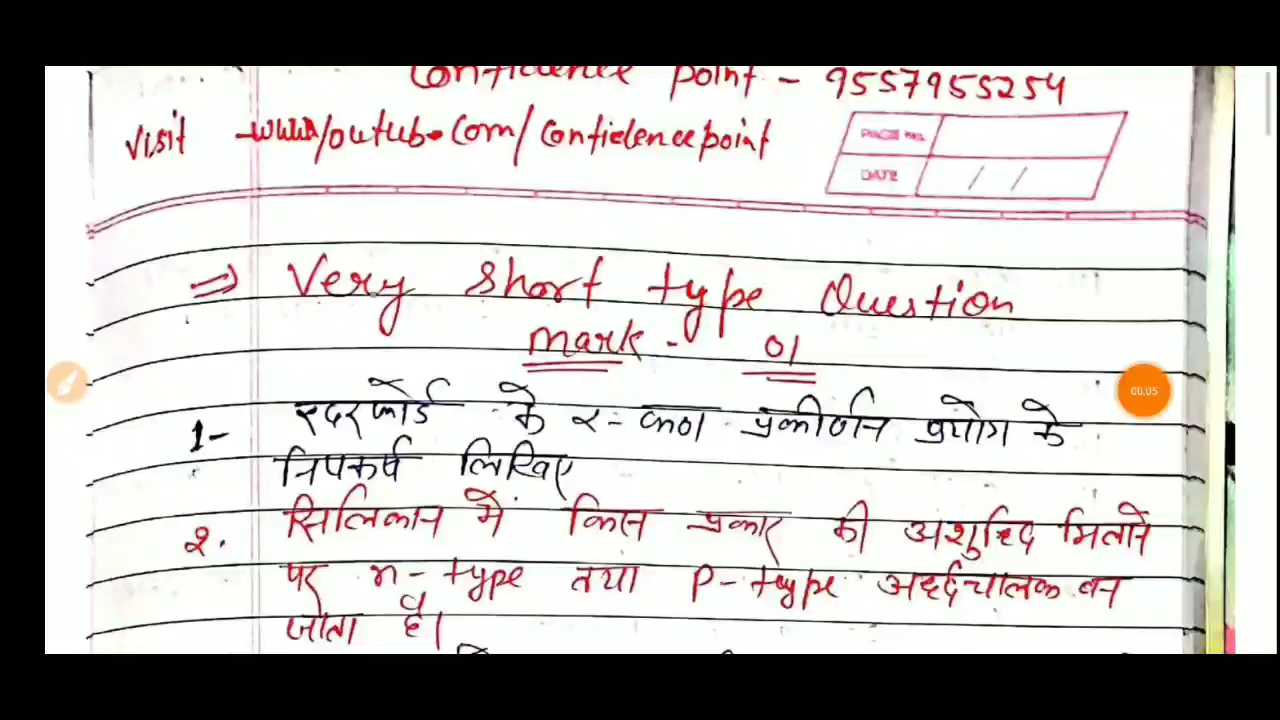 Confidence point - 9557955254
Visit -www/outub.com/confidencepoint
PAGE No.
DATE / /
⇒ Very short type Question
mark - 01
1- रदरफोर्ड के α-कण प्रकीर्णन प्रयोग के
निष्कर्ष लिखिए
2. सिलिकान में किस प्रकार की अशुद्धि मिलाने
पर n-type तथा p-type अर्द्धचालक बन
जाता है।
00:05